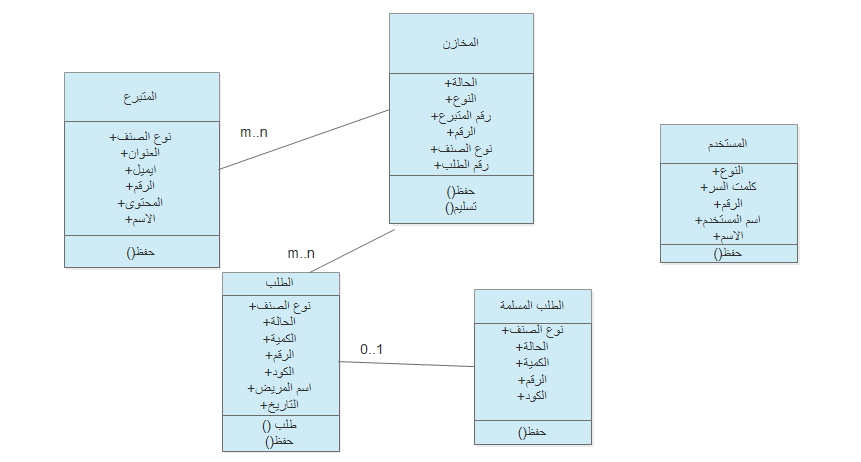 المخازن
+الحالة
+النوع
+رقم المتبرع
+الرقم
+نوع الصنف
+رقم الطلب
حفظ()
تسليم()
المتبرع
+نوع الصنف
+العنوان
+ايميل
+الرقم
+المحتوى
+الاسم
حفظ()
m..n
المستخدم
+النوع
+كلمت السر
+الرقم
+اسم المستخدم
+الاسم
حفظ()
m..n
الطلب
+نوع الصنف
+الحالة
+الكمية
+الرقم
+الكود
+اسم المريض
+التاريخ
طلب ()
حفظ()
0..1
الطلب المسلمة
+نوع الصنف
+الحالة
+الكمية
+الرقم
+الكود
حفظ()